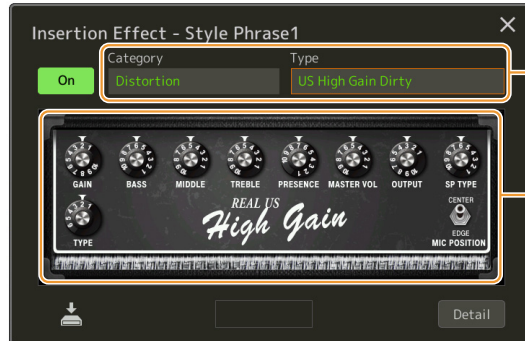 Insertion Effect - Style Phrase1
Category
Type
On
Distortion
US High Gain Dirty
GAIN BASS MIDDLE TREBLE PRESENCE MASTER VOL OUTPUT SP TYPE
REAL US
High Gain
TYPE
CENTER
EDGE
MIC POSITION
Detail